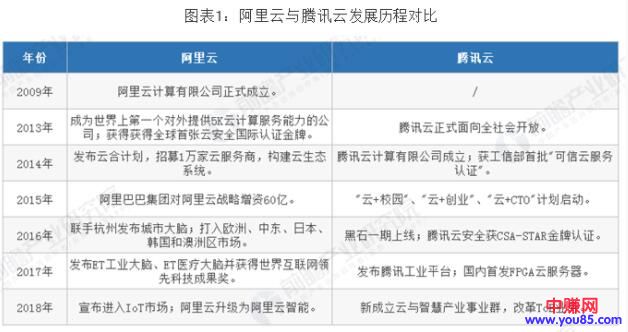 图表1：阿里云与腾讯云发展历程对比
年份 阿里云 腾讯云
2009年 阿里云计算有限公司正式成立。 /
2013年 成为世界上第一个对外提供5K云计算服务能力的公司；获得获得全球首张云安全国际认证金牌。 腾讯云正式面向全社会开放。
2014年 发布云合计划，招募1万家云服务商，构建云生态系统。 腾讯云计算有限公司成立；获工信部首批"可信云服务认证"。
2015年 阿里巴巴集团对阿里云战略增资60亿。 "云+校园"、"云+创业"、"云+CTO"计划启动。
2016年 联手杭州发布城市大脑；打入欧洲、中东、日本、韩国和澳洲区市场。 黑石一期上线；腾讯云安全获CSA-STAR金牌认证。
2017年 发布ET工业大脑、ET医疗大脑并获得世界互联网领先科技成果奖。 发布腾讯工业平台；国内首发FPGA云服务器。
2018年 宣布进入IoT市场；阿里云升级为阿里云智能。 新成立云与智慧产业事业群，改革To
中赚网
www.you85.com